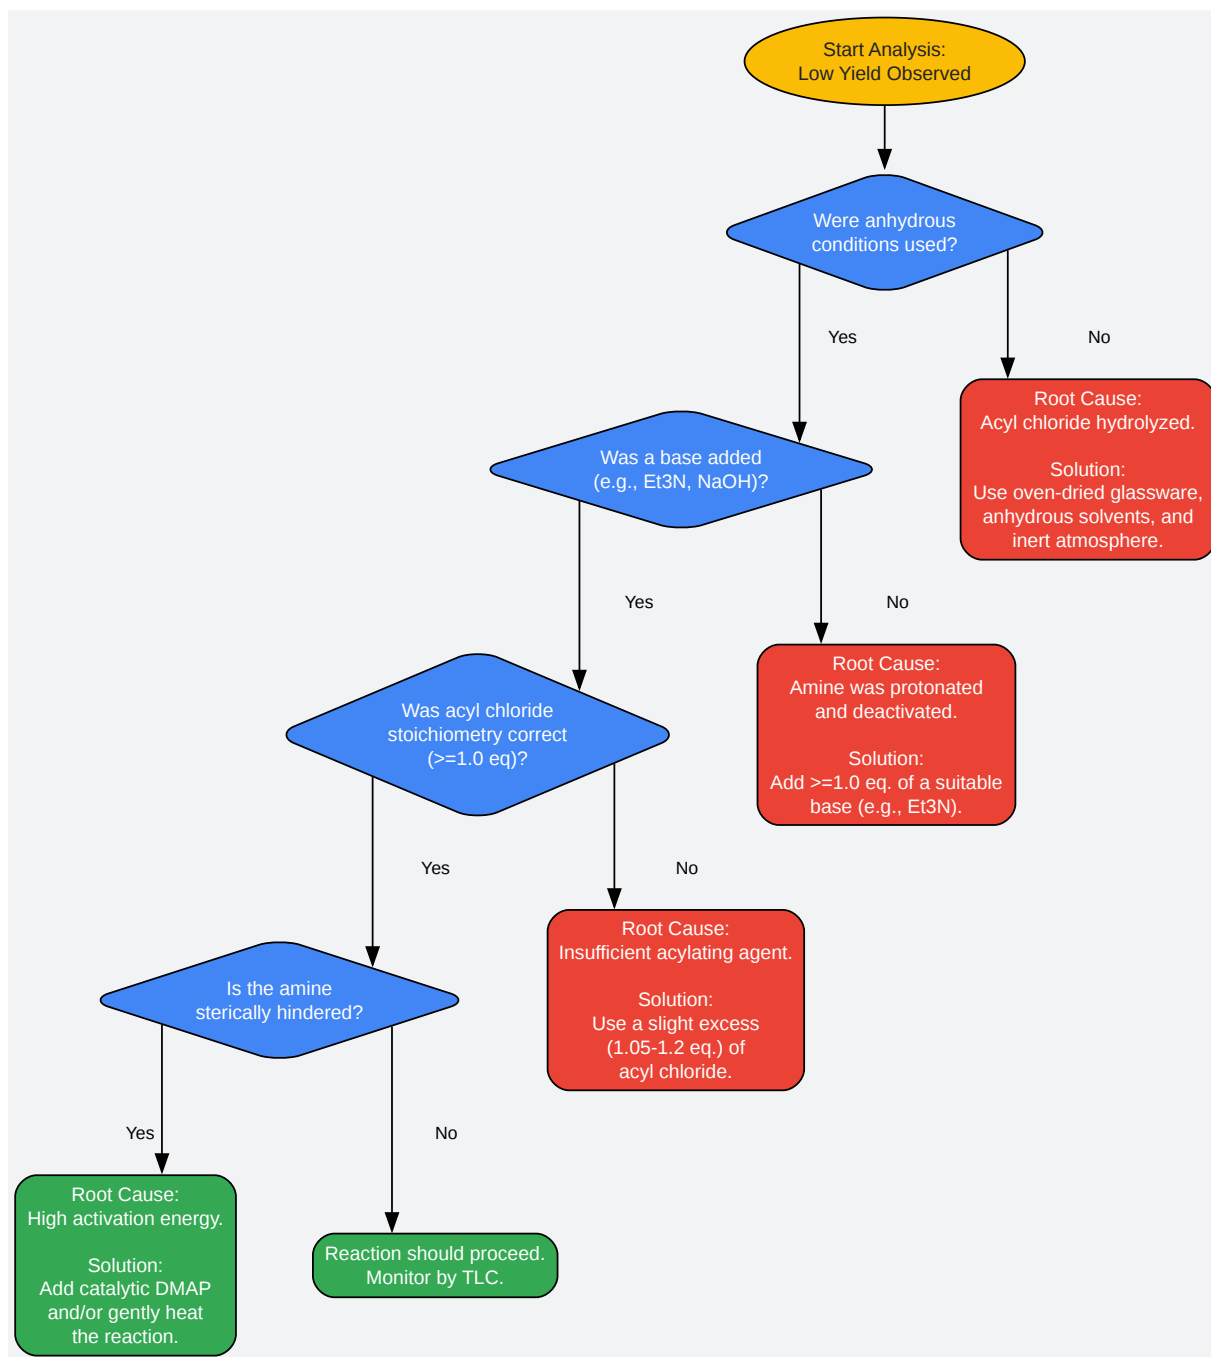 Start Analysis:
Low Yield Observed
Were anhydrous
conditions used?
Yes
No
Root Cause:
Acyl chloride hydrolyzed.
Solution:
Use oven-dried glassware,
anhydrous solvents, and
inert atmosphere.
Was a base added
(e.g., Et3N, NaOH)?
Yes
No
Root Cause:
Amine was protonated
and deactivated.
Solution:
Add >=1.0 eq. of a suitable
base (e.g., Et3N).
Was acyl chloride
stoichiometry correct
(>=1.0 eq)?
Yes
No
Root Cause:
Insufficient acylating agent.
Solution:
Use a slight excess
(1.05-1.2 eq.) of
acyl chloride.
Is the amine
sterically hindered?
Yes
No
Root Cause:
High activation energy.
Solution:
Add catalytic DMAP
and/or gently heat
the reaction.
Reaction should proceed.
Monitor by TLC.